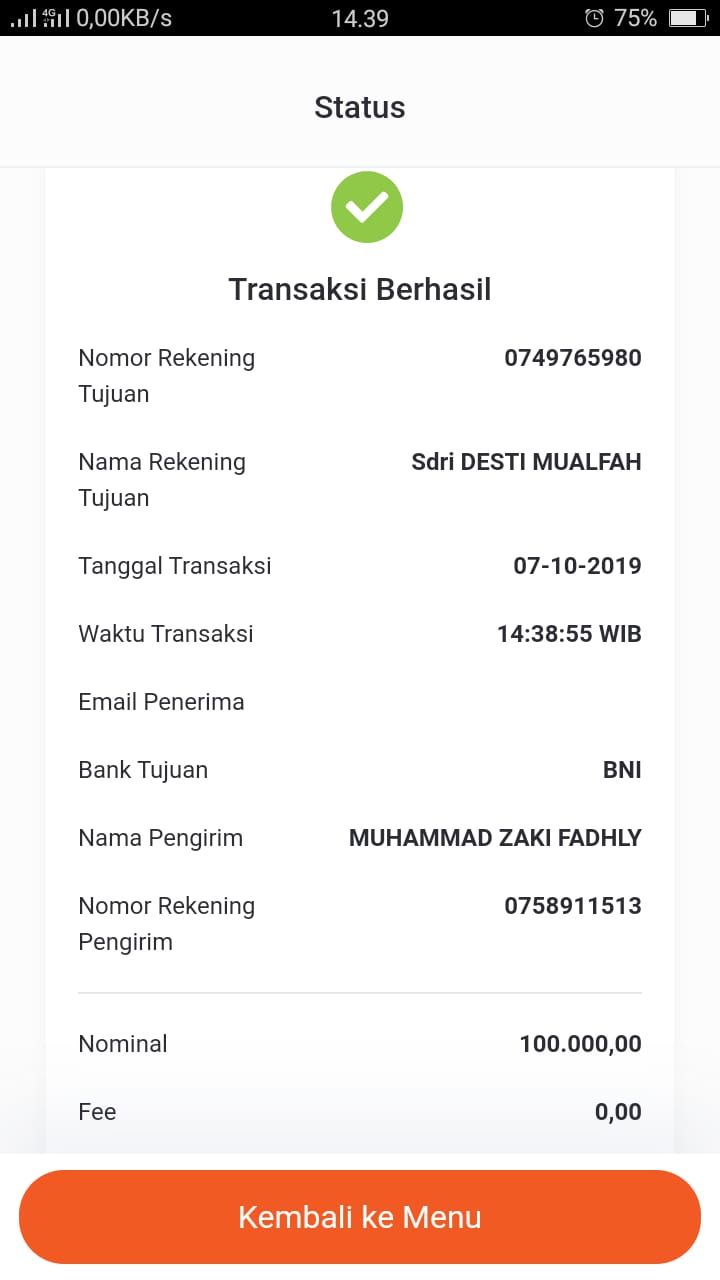 4G 0,00KB/s 14.39 75%
Status
Transaksi Berhasil
Nomor Rekening 0749765980
Tujuan
Nama Rekening Sdri DESTI MUALFAH
Tujuan
Tanggal Transaksi 07-10-2019
Waktu Transaksi 14:38:55 WIB
Email Penerima
Bank Tujuan BNI
Nama Pengirim MUHAMMAD ZAKI FADHLY
Nomor Rekening 0758911513
Pengirim
Nominal 100.000,00
Fee 0,00
Kembali ke Menu